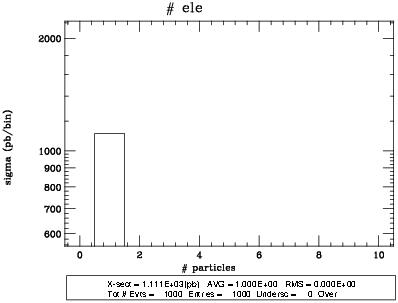 # ele
2000
1000
900
800
700
600
sigma (pb/bin)
0 2 4 6 8 10
# particles
X-sect = 1.111E+03(pb) AVG = 1.000E+00 RMS = 0.000E+00
Tot # Evts = 1000 Entries = 1000 Undersc = 0 Over